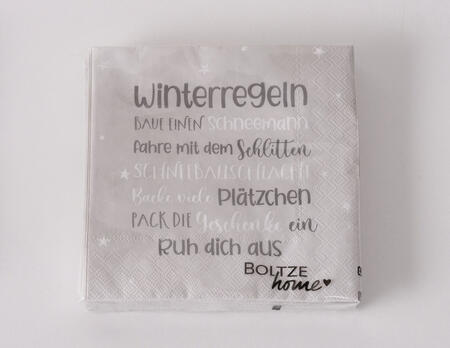 Winterregeln
BAUE EINEN Schneemann
fahre mit dem Schlitten
SCHNEEBALLSCHLACHT
Backe viele Plätzchen
PACK DIE Geschenke ein
Ruh dich aus
BOLTZE
home